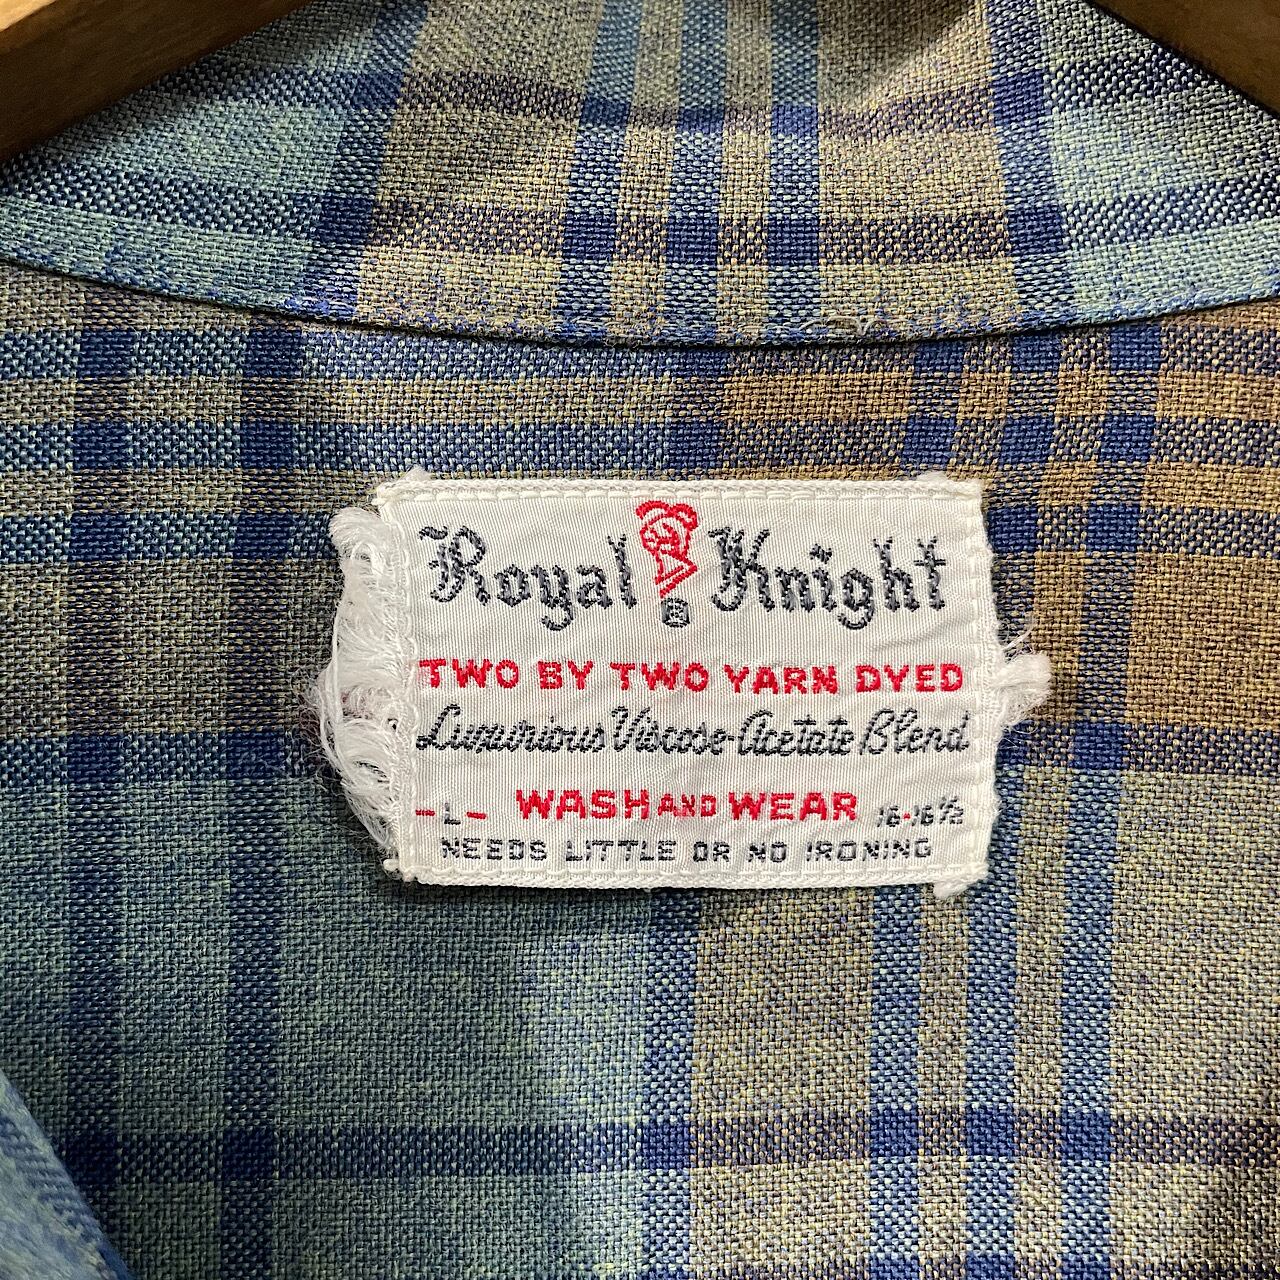 Royal ® Knight
TWO BY TWO YARN DYED
Luxurious Viscose-Acetate Blend
-L- WASH AND WEAR 16-16½
NEEDS LITTLE OR NO IRONING